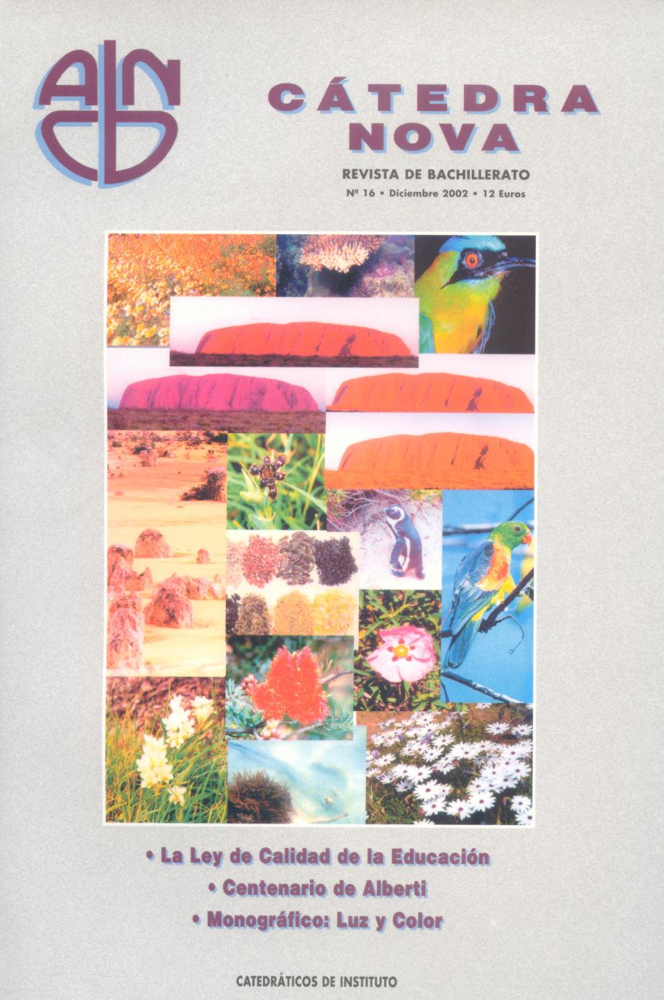 CÁTEDRA
NOVA
REVISTA DE BACHILLERATO
Nº 16 • Diciembre 2002 • 12 Euros
• La Ley de Calidad de la Educación
• Centenario de Alberti
• Monográfico: Luz y Color
CATEDRÁTICOS DE INSTITUTO